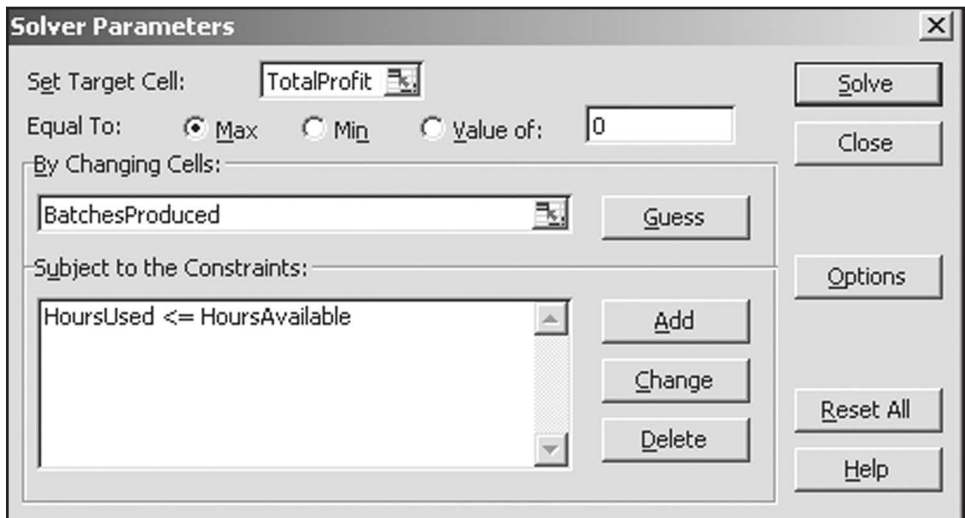 Solver Parameters
Set Target Cell: TotalProfit Solve
Equal To: Max Min Value of: 0 Close
By Changing Cells:
BatchesProduced Guess
Subject to the Constraints: Options
HoursUsed <= HoursAvailable Add
Change
Reset All
Delete
Help